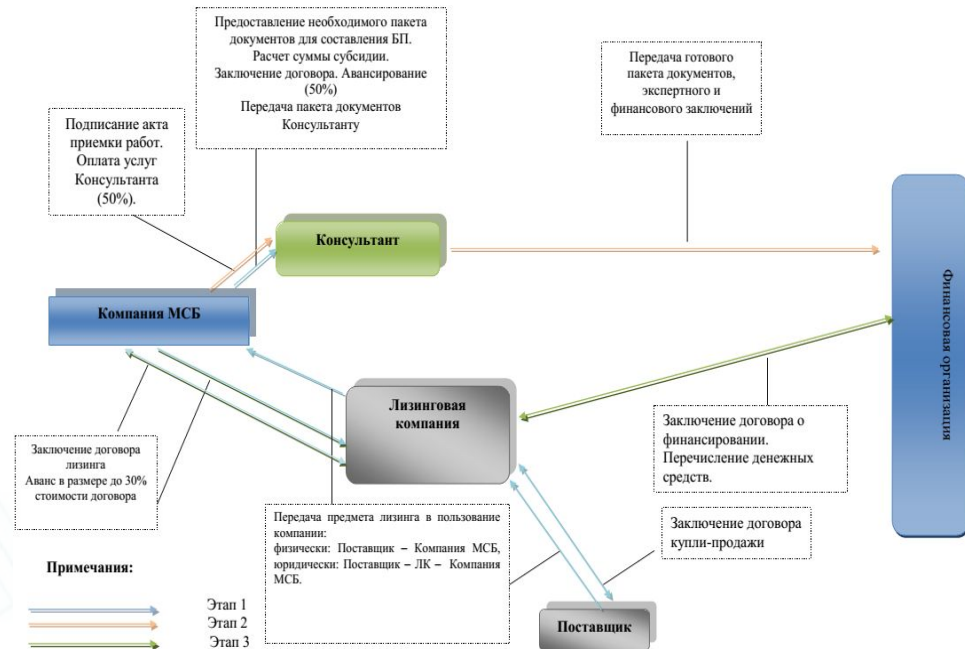 Предоставление необходимого пакета
документов для составления БП.
Расчет суммы субсидии.
Заключение договора. Авансирование
(50%)
Передача пакета документов
Консультанту
Передача готового
пакета документов,
экспертного и
финансового заключений
Подписание акта
приемки работ.
Оплата услуг
Консультанта
(50%).
Консультант
Компания МСБ
Финансовая организация
Лизинговая
компания
Заключение договора
лизинга
Аванс в размере до 30%
стоимости договора
Заключение договора о
финансировании.
Перечисление денежных
средств.
Передача предмета лизинга в пользование
компании:
физически: Поставщик – Компания МСБ,
юридически: Поставщик – ЛК – Компания
МСБ.
Заключение договора
купли-продажи
Поставщик
Примечания:
Этап 1
Этап 2
Этап 3